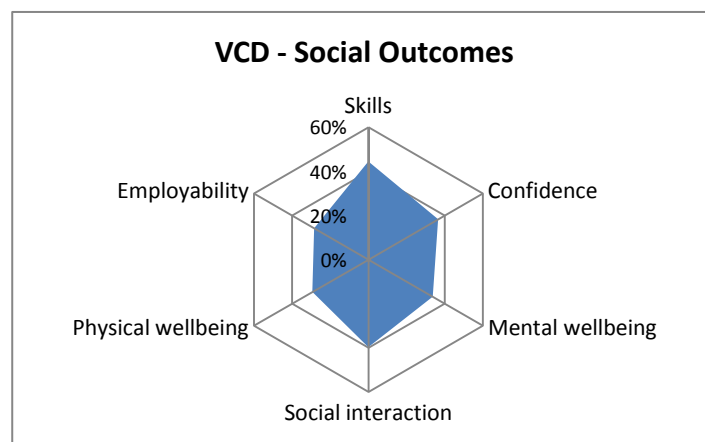 VCD - Social Outcomes
Skills
60%
40%
Employability
Confidence
20%
0%
Physical wellbeing
Mental wellbeing
Social interaction